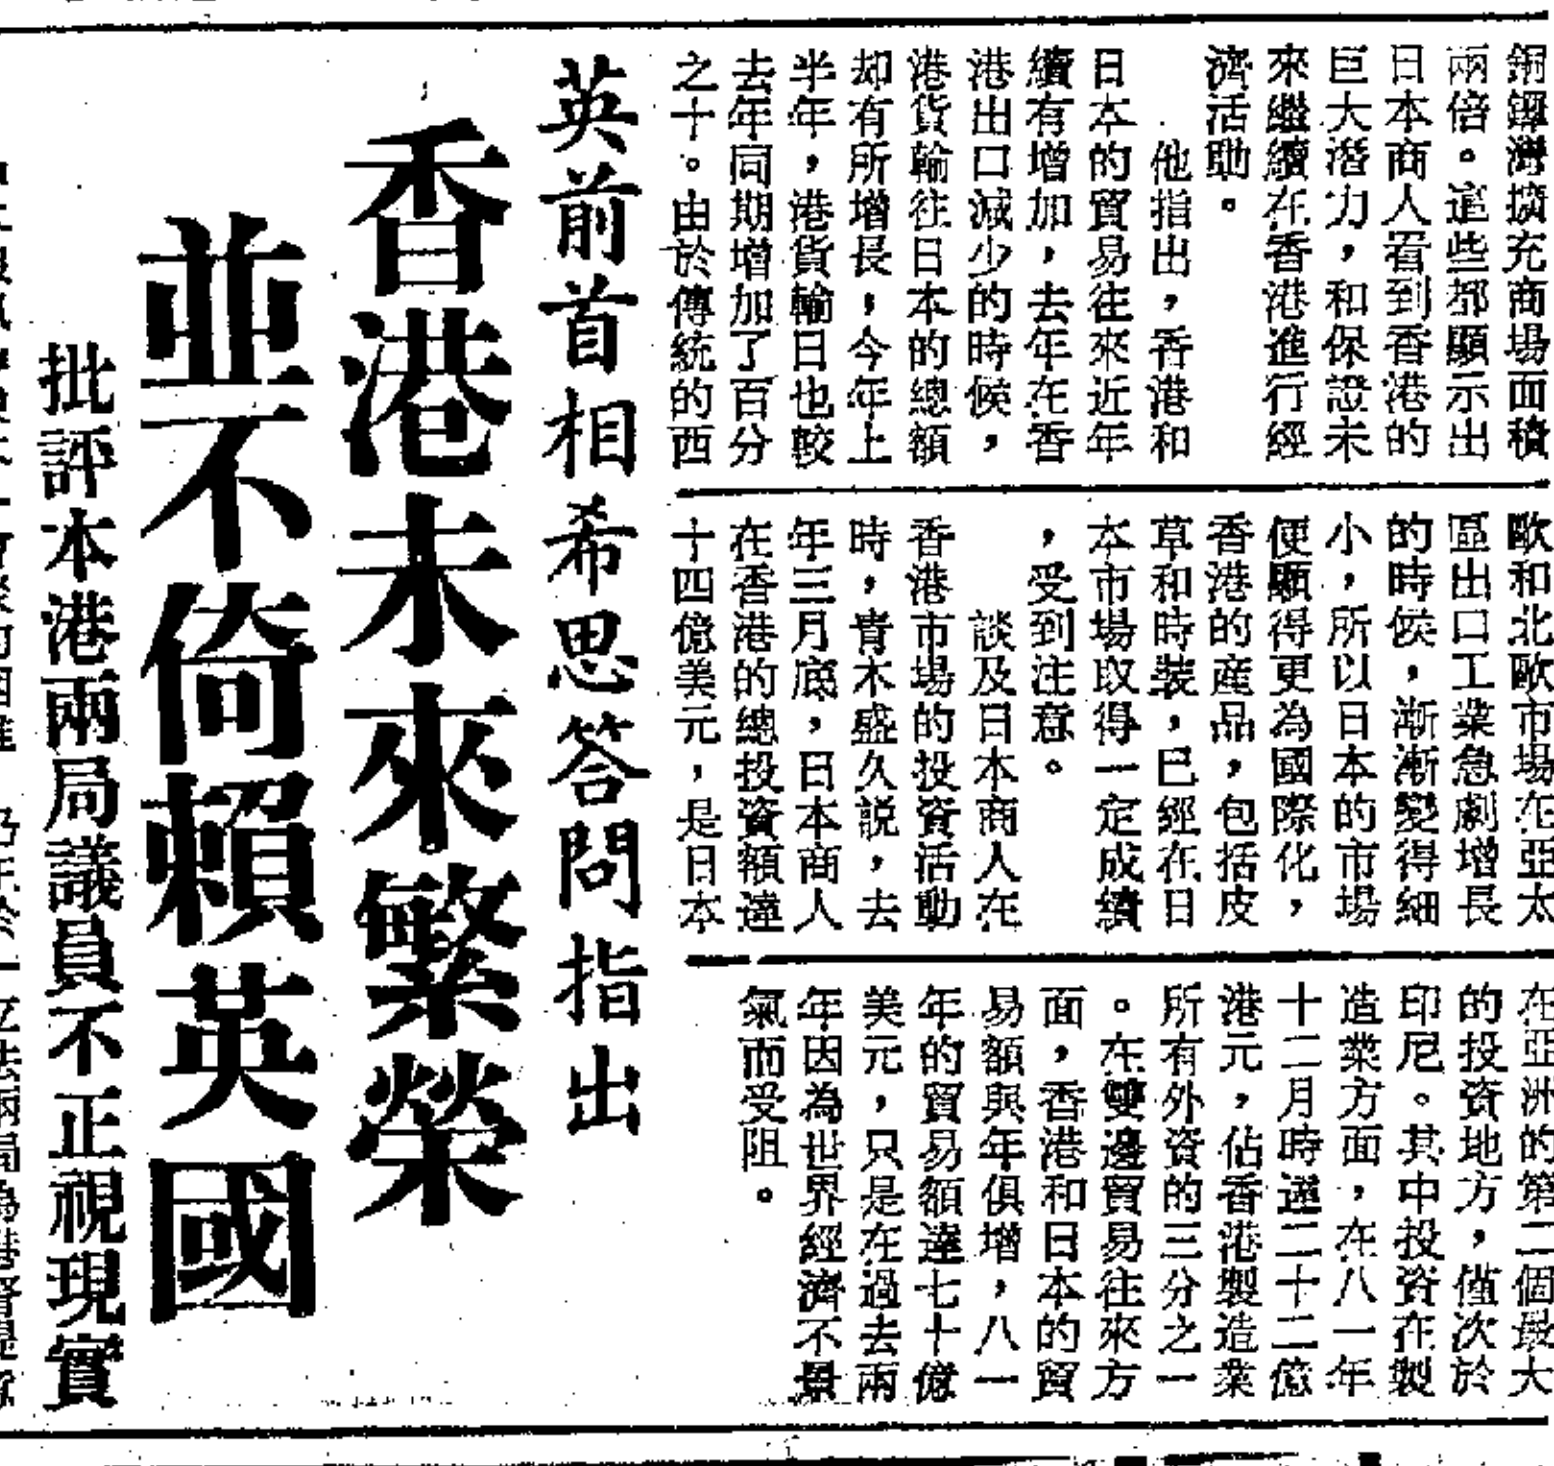 銅鑼灣擴充商場面積
兩倍。這些都顯示出
日本商人看到香港的
巨大潛力，和保證未
來繼續在香港進行經
濟活動。
他指出，香港和
日本的貿易往來近年
續有增加，去年在香
港出口減少的時候，
港貨輸往日本的總額
却有所增長，今年上
半年，港貨輸日也較
去年同期增加了百分
之十。由於傳統的西
歐和北歐市場在亞太
區出口工業急劇增長
的時候，漸漸變得細
小，所以日本的市場
便顯得更為國際化，
香港的產品，包括皮
草和時裝，已經在日
本市場取得一定成績
，受到注意。
談及日本商人在
香港市場的投資活動
時，青木盛久說，去
年三月底，日本商人
在香港的總投資額達
十四億美元，是日本
在亞洲的第二個最大
的投資地方，僅次於
印尼。其中投資在製
造業方面，在八一年
十二月時達二十二億
港元，佔香港製造業
所有外資的三分之一
。在雙邊貿易往來方
面，香港和日本的貿
易額與年俱增，八一
年的貿易額達七十億
美元，只是在過去兩
年因為世界經濟不景
氣而受阻。
英前首相希思答問指出
香港未來繁榮
並不倚賴英國
批評本港兩局議員不正視現實